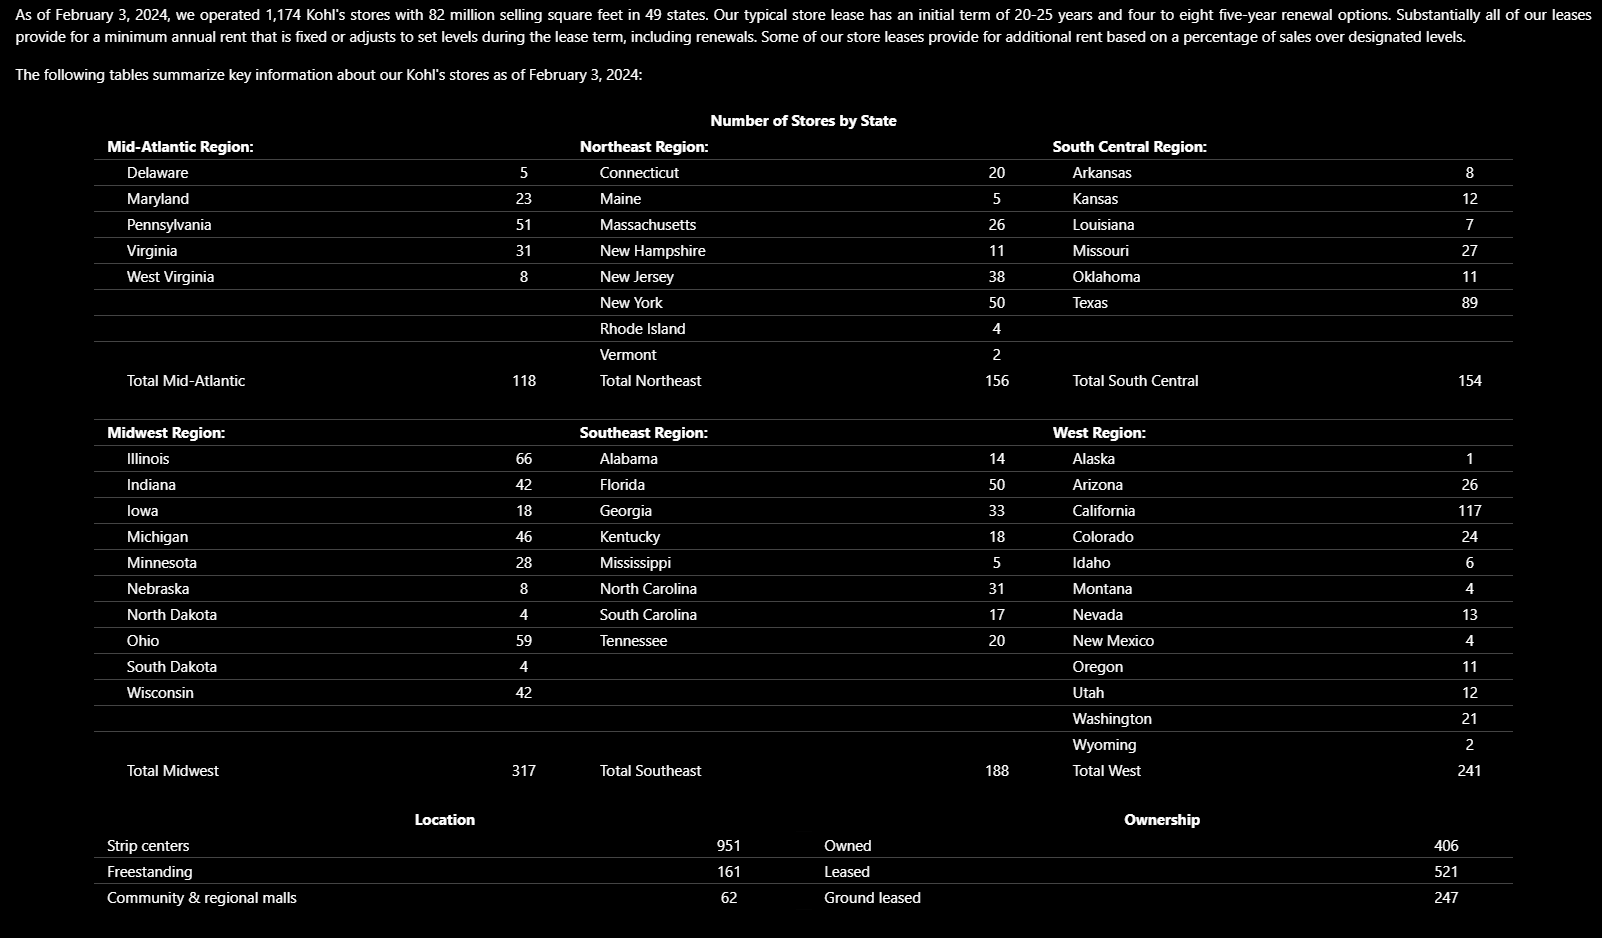 As of February 3, 2024, we operated 1,174 Kohl's stores with 82 million selling square feet in 49 states. Our typical store lease has an initial term of 20-25 years and four to eight five-year renewal options. Substantially all of our leases
provide for a minimum annual rent that is fixed or adjusts to set levels during the lease term, including renewals. Some of our store leases provide for additional rent based on a percentage of sales over designated levels.
The following tables summarize key information about our Kohl's stores as of February 3, 2024:
Number of Stores by State
Mid-Atlantic Region: Northeast Region: South Central Region:
Delaware 5 Connecticut 20 Arkansas 8
Maryland 23 Maine 5 Kansas 12
Pennsylvania 51 Massachusetts 26 Louisiana 7
Virginia 31 New Hampshire 11 Missouri 27
West Virginia 8 New Jersey 38 Oklahoma 11
New York 50 Texas 89
Rhode Island 4
Vermont 2
Total Mid-Atlantic 118 Total Northeast 156 Total South Central 154
Midwest Region: Southeast Region: West Region:
Illinois 66 Alabama 14 Alaska 1
Indiana 42 Florida 50 Arizona 26
Iowa 18 Georgia 33 California 117
Michigan 46 Kentucky 18 Colorado 24
Minnesota 28 Mississippi 5 Idaho 6
Nebraska 8 North Carolina 31 Montana 4
North Dakota 4 South Carolina 17 Nevada 13
Ohio 59 Tennessee 20 New Mexico 4
South Dakota 4 Oregon 11
Wisconsin 42 Utah 12
Washington 21
Wyoming 2
Total Midwest 317 Total Southeast 188 Total West 241
Location Ownership
Strip centers 951 Owned 406
Freestanding 161 Leased 521
Community & regional malls 62 Ground leased 247